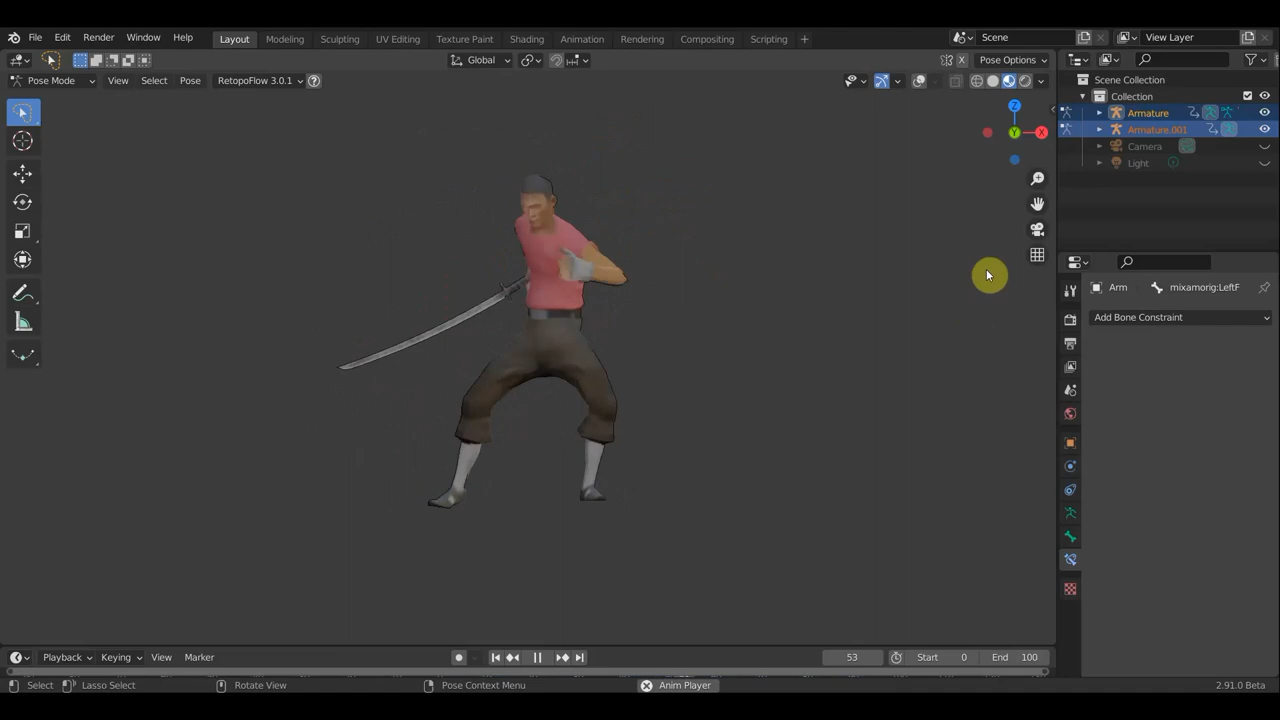 File Edit Render Window Help Layout Modeling Sculpting UV Editing Texture Paint Shading Animation Rendering Compositing Scripting + Scene View Layer
Global Pose Options
Pose Mode View Select Pose RetopoFlow 3.0.1
Scene Collection
Collection
Armature
Armature.001
Camera
Light
Z
Y
X
Arm mixamorig:LeftF
Add Bone Constraint
Playback Keying View Marker 53 Start 0 End 100
Select Lasso Select Rotate View Pose Context Menu Anim Player 2.91.0 Beta